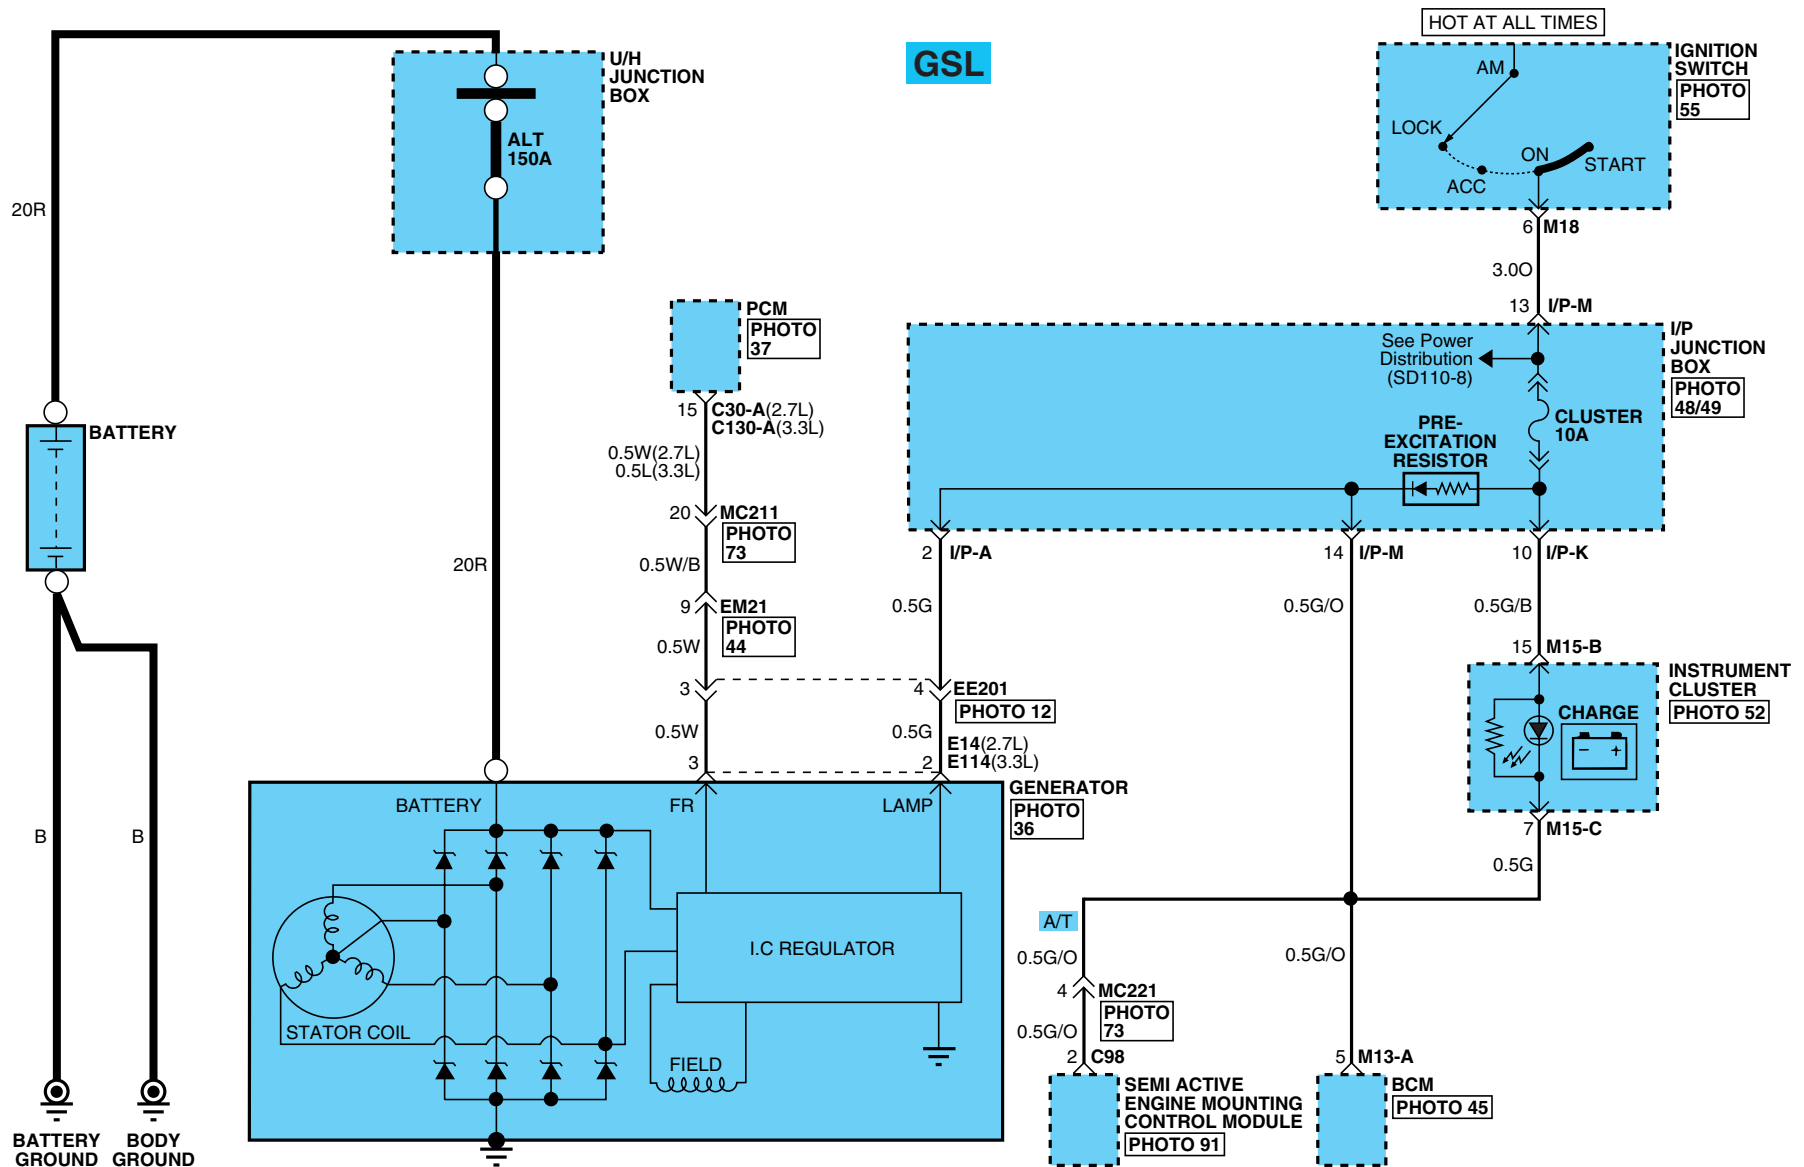 HOT AT ALL TIMES
GSL
U/H
JUNCTION
BOX
ALT
150A
20R
AM
LOCK
ACC
ON
START
IGNITION
SWITCH
PHOTO
55
6 M18
3.0O
13 I/P-M
PCM
PHOTO
37
15 C30-A(2.7L)
C130-A(3.3L)
0.5W(2.7L)
0.5L(3.3L)
20 MC211
PHOTO
73
0.5W/B
9 EM21
PHOTO
44
0.5W
3
0.5W
3
See Power
Distribution
(SD110-8)
CLUSTER
10A
PRE-
EXCITATION
RESISTOR
I/P
JUNCTION
BOX
PHOTO
48/49
2 I/P-A
14 I/P-M
10 I/P-K
0.5G
0.5G/O
0.5G/B
4 EE201
PHOTO 12
0.5G
2
E14(2.7L)
E114(3.3L)
15 M15-B
INSTRUMENT
CLUSTER
PHOTO 52
CHARGE
- +
7 M15-C
0.5G
BATTERY
20R
B
B
BATTERY
GROUND
BODY
GROUND
GENERATOR
PHOTO
36
BATTERY
FR
LAMP
I.C REGULATOR
STATOR COIL
FIELD
A/T
0.5G/O
4 MC221
PHOTO
73
0.5G/O
2 C98
SEMI ACTIVE
ENGINE MOUNTING
CONTROL MODULE
PHOTO 91
0.5G/O
5 M13-A
BCM
PHOTO 45